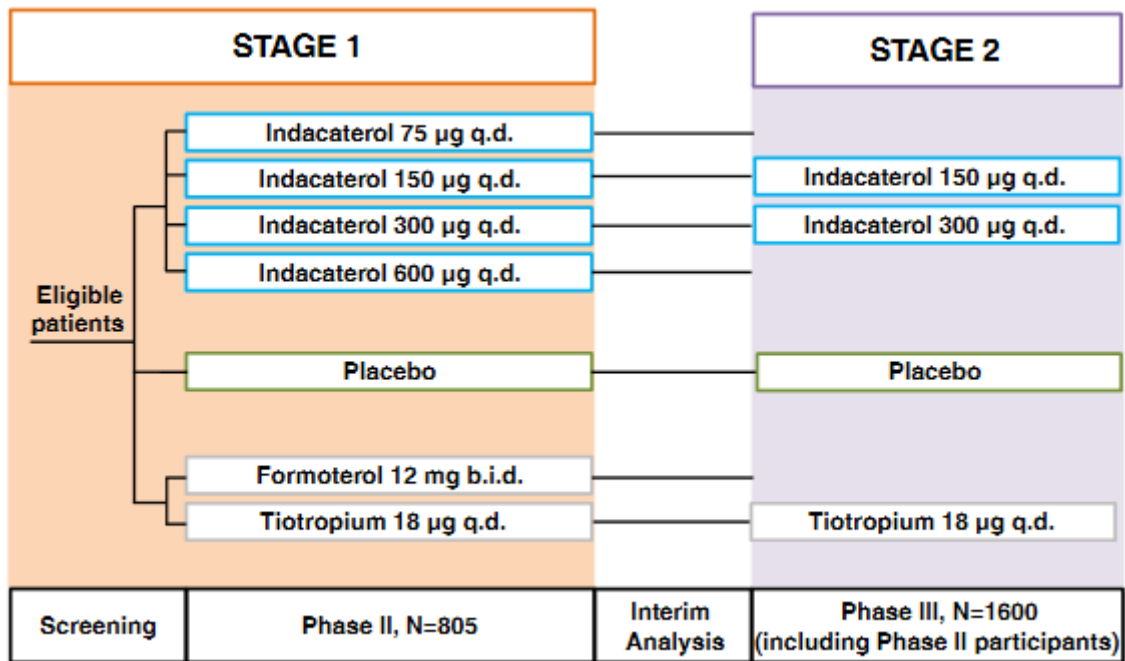 STAGE 1
STAGE 2
Indacaterol 75 µg q.d.
Indacaterol 150 µg q.d.
Indacaterol 150 µg q.d.
Indacaterol 300 µg q.d.
Indacaterol 300 µg q.d.
Indacaterol 600 µg q.d.
Eligible
patients
Placebo
Placebo
Formoterol 12 mg b.i.d.
Tiotropium 18 µg q.d.
Tiotropium 18 µg q.d.
Screening
Phase II, N=805
Interim
Analysis
Phase III, N=1600
(including Phase II participants)